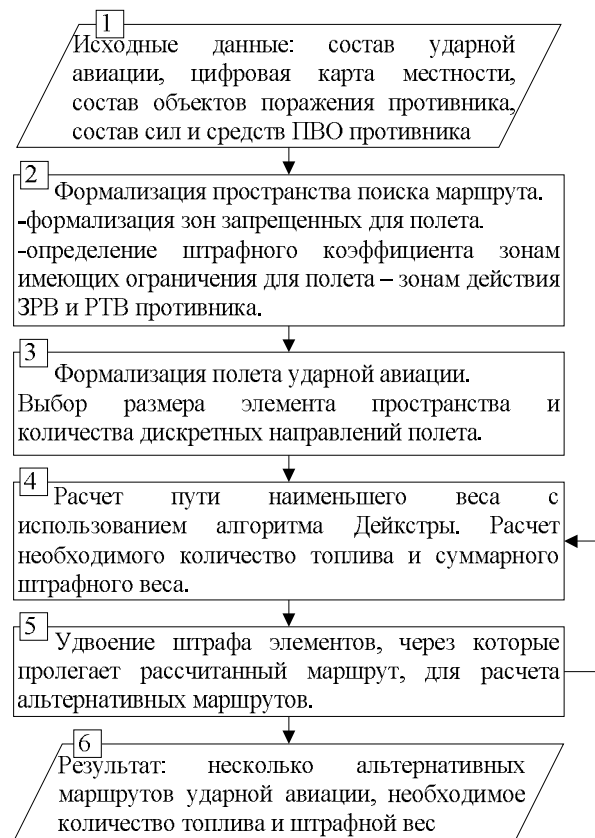 1
Исходные данные: состав ударной
авиации, цифровая карта местности,
состав объектов поражения противника,
состав сил и средств ПВО противника
2
Формализация пространства поиска маршрута.
-формализация зон запрещенных для полета.
-определение штрафного коэффициента зонам
имеющих ограничения для полета – зонам действия
ЗРВ и РТВ противника.
3
Формализация полета ударной авиации.
Выбор размера элемента пространства и
количества дискретных направлений полета.
4
Расчет пути наименьшего веса с
использованием алгоритма Дейкстры. Расчет
необходимого количество топлива и суммарного
штрафного веса.
5
Удвоение штрафа элементов, через которые
пролегает рассчитанный маршрут, для расчета
альтернативных маршрутов.
6
Результат: несколько альтернативных
маршрутов ударной авиации, необходимое
количество топлива и штрафной вес